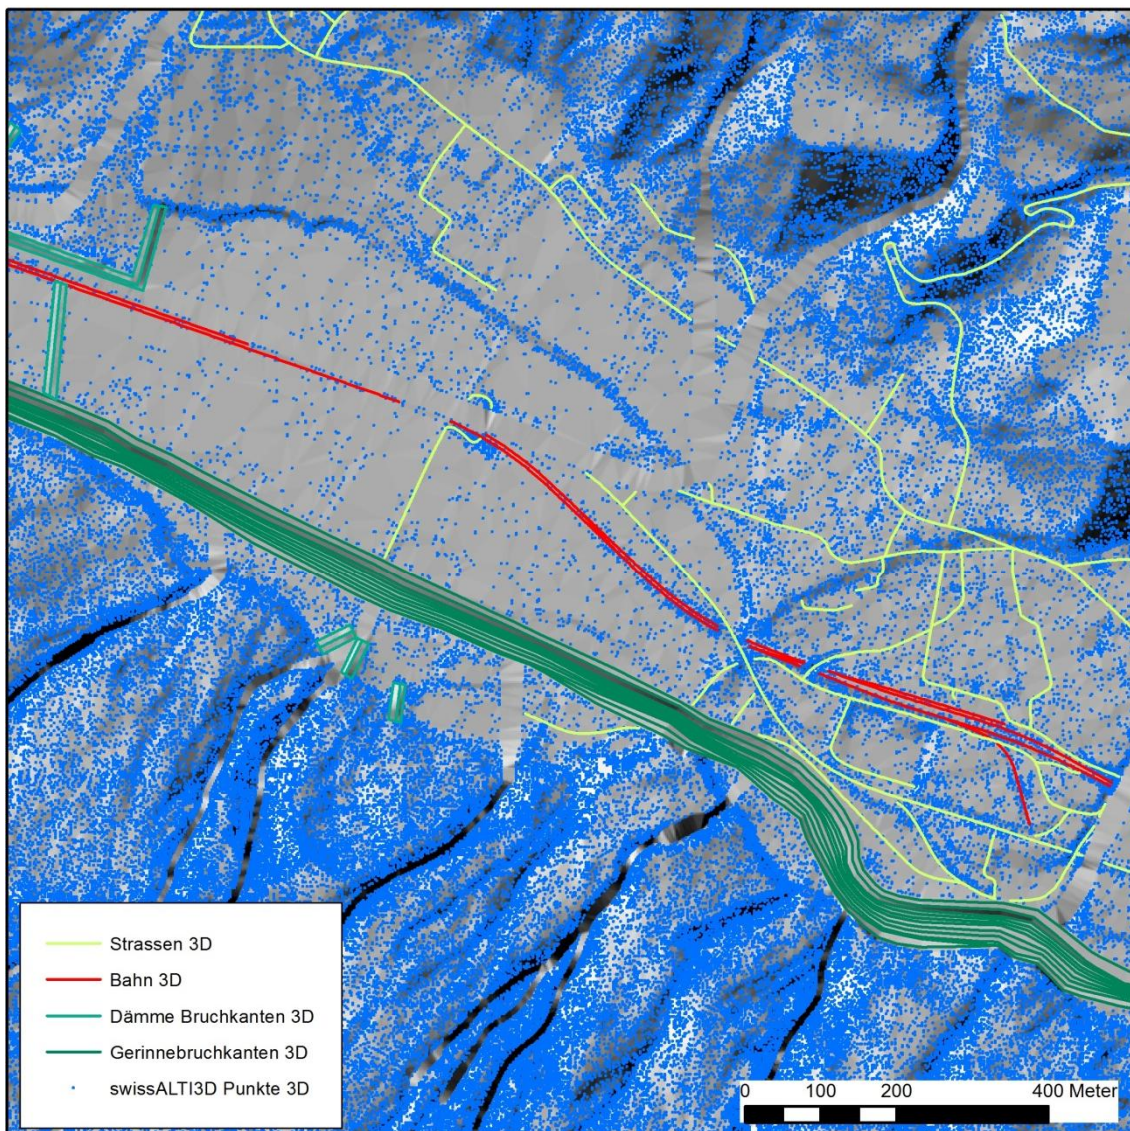 Strassen 3D
Bahn 3D
Dämme Bruchkanten 3D
Gerinnebruchkanten 3D
swissALTI3D Punkte 3D
0 100 200 400 Meter